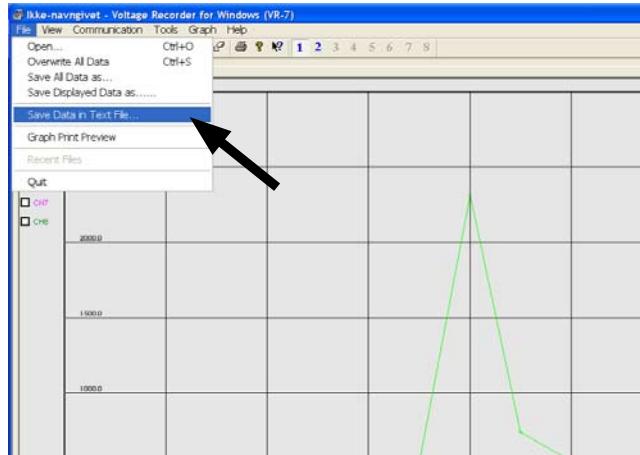 Ikke-navngivet - Voltage Recorder for Windows (VR-7)
File View Communication Tools Graph Help
Open... Ctrl+O
1 2 3 4 5 6 7 8
Overwrite All Data Ctrl+S
Save All Data as...
Save Displayed Data as......
Save Data in Text File...
Graph Print Preview
Recent Files
Quit
CH7
CH8
2000.0
1500.0
1000.0